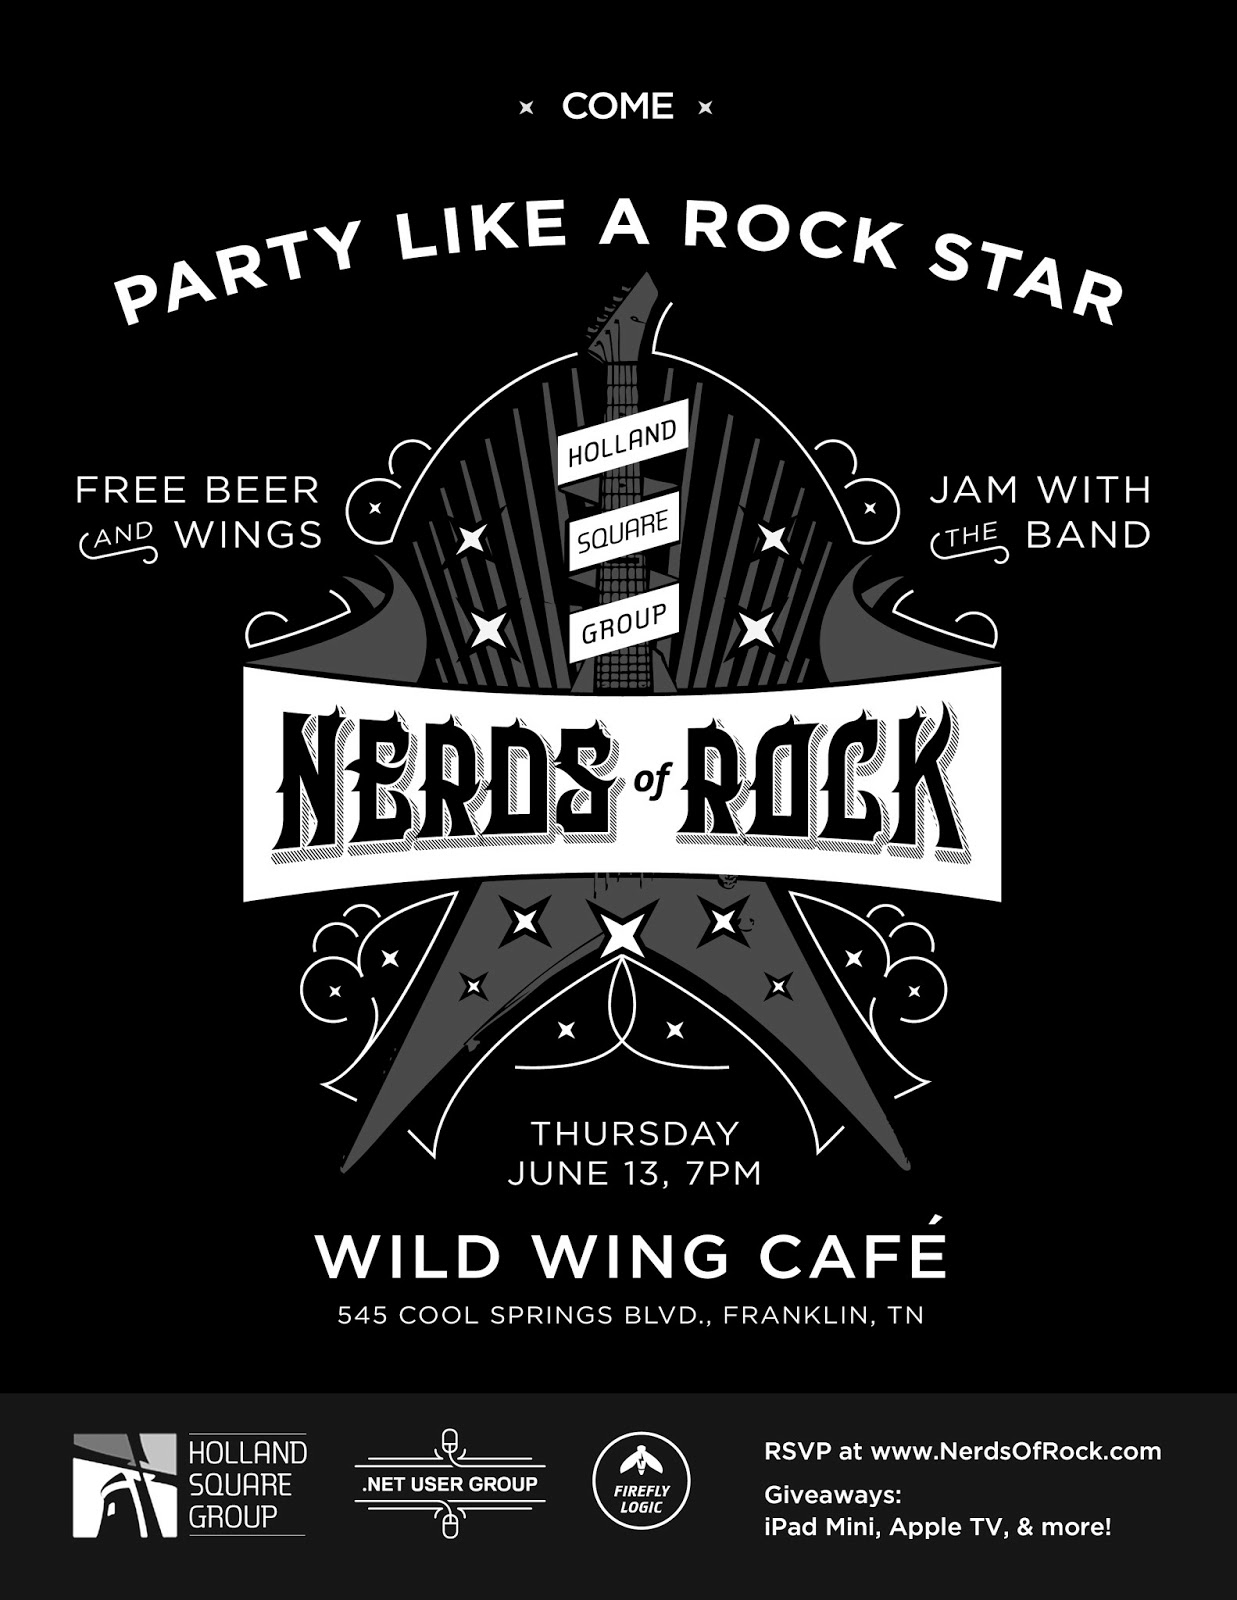 COME
PARTY LIKE A ROCK STAR
FREE BEER
AND WINGS
JAM WITH
THE BAND
HOLLAND
SQUARE
GROUP
NERDS of ROCK
THURSDAY
JUNE 13, 7PM
WILD WING CAFÉ
545 COOL SPRINGS BLVD., FRANKLIN, TN
HOLLAND
SQUARE
GROUP
.NET USER GROUP
FIREFLY
LOGIC
RSVP at www.NerdsOfRock.com
Giveaways:
iPad Mini, Apple TV, & more!